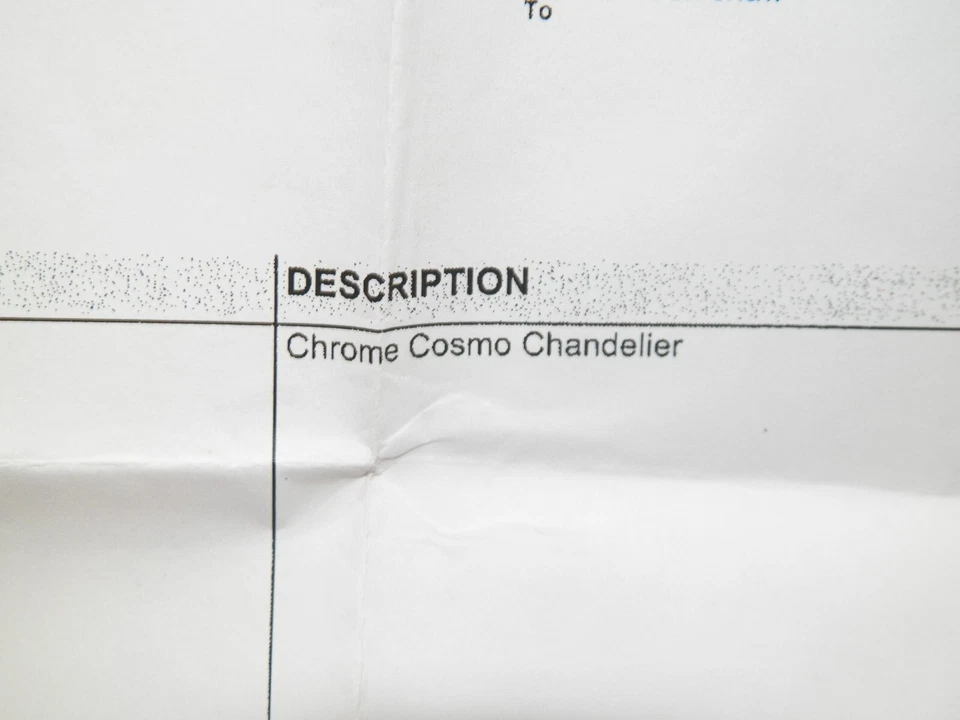 To
DESCRIPTION
Chrome Cosmo Chandelier